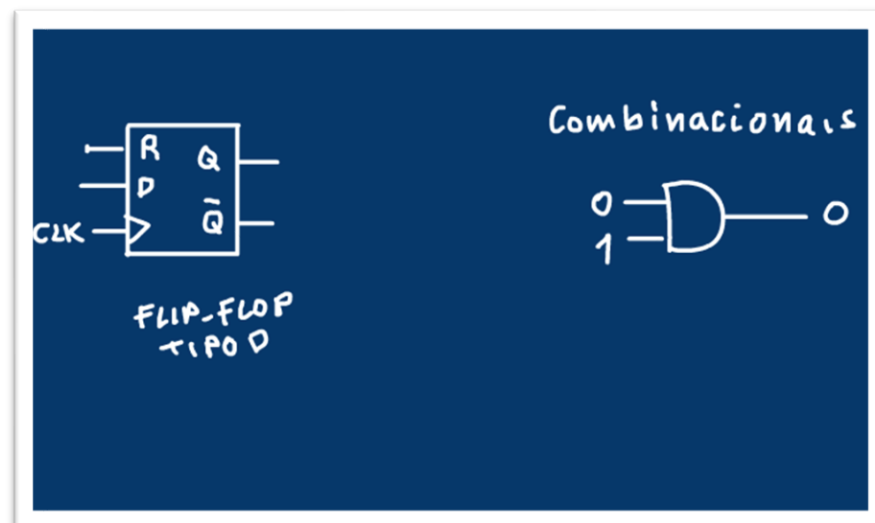 Combinacionais
R Q
D
CLK Q̅
0
1
0
FLIP-FLOP
TIPO D